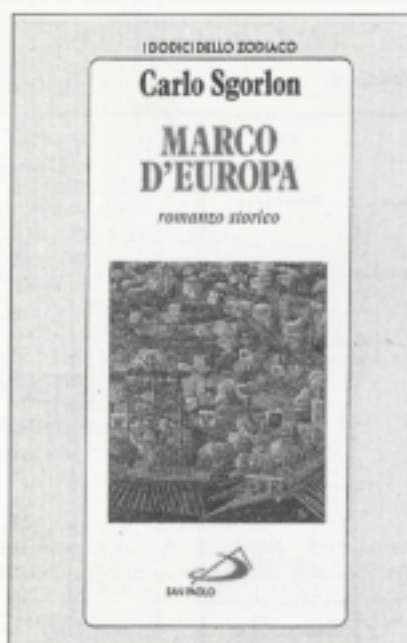 I DODICI DELLO ZODIACO
Carlo Sgorlon
MARCO
D'EUROPA
romanzo storico
SAN PAOLO